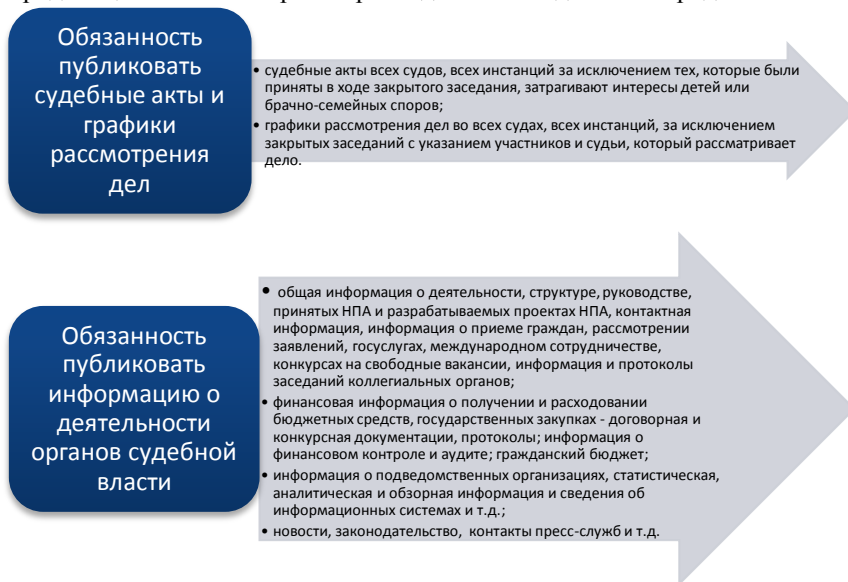 Обязанность
публиковать
судебные акты и
графики
рассмотрения
дел
• судебные акты всех судов, всех инстанций за исключением тех, которые были
приняты в ходе закрытого заседания, затрагивают интересы детей или
брачно-семейных споров;
• графики рассмотрения дел во всех судах, всех инстанций, за исключением
закрытых заседаний с указанием участников и судьи, который рассматривает
дело.
Обязанность
публиковать
информацию о
деятельности
органов судебной
власти
• общая информация о деятельности, структуре, руководстве,
принятых НПА и разрабатываемых проектах НПА, контактная
информация, информация о приеме граждан, рассмотрении
заявлений, госуслугах, международном сотрудничестве,
конкурсах на свободные вакансии, информация и протоколы
заседаний коллегиальных органов;
• финансовая информация о получении и расходовании
бюджетных средств, государственных закупках - договорная и
конкурсная документации, протоколы; информация о
финансовом контроле и аудите; гражданский бюджет;
• информация о подведомственных организациях, статистическая,
аналитическая и обзорная информация и сведения об
информационных системах и т.д.;
• новости, законодательство, контакты пресс-служб и т.д.